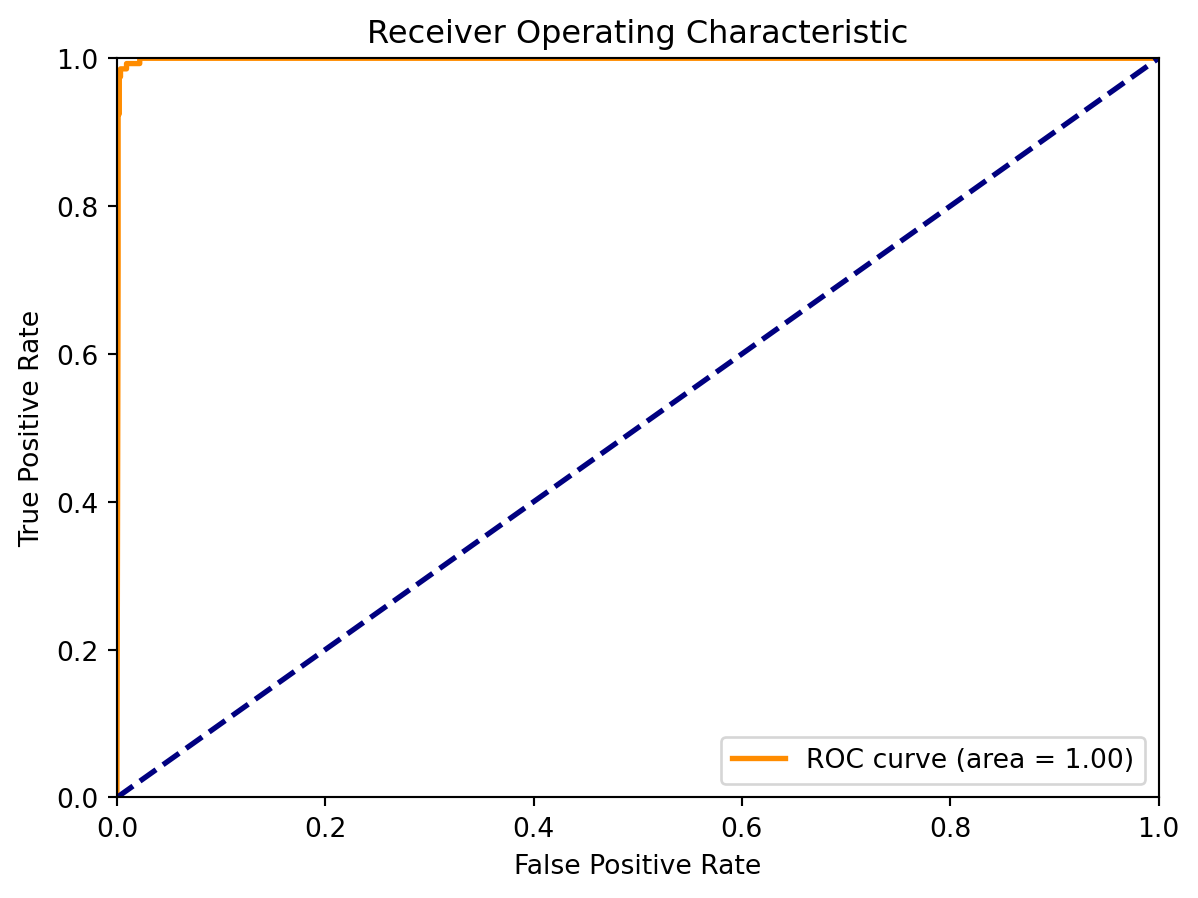 Receiver Operating Characteristic
1.0
0.8
0.6
0.4
0.2
0.0
True Positive Rate
ROC curve (area = 1.00)
0.0 0.2 0.4 0.6 0.8 1.0
False Positive Rate